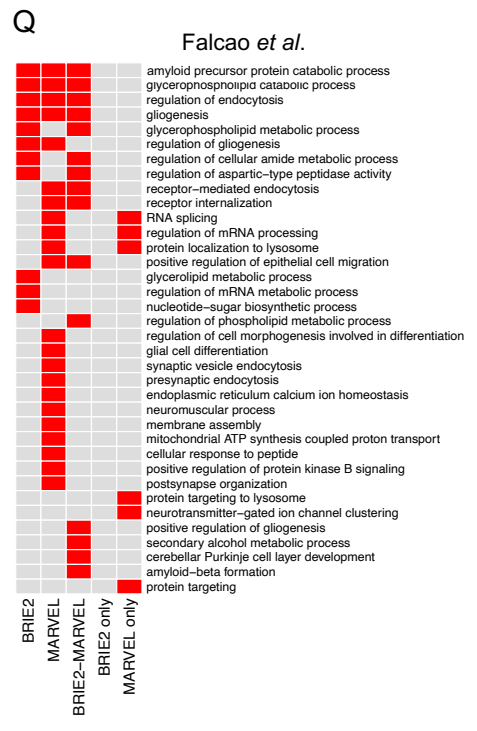 Q
Falcao et al.
amyloid precursor protein catabolic process
glycerophospholipid catabolic process
regulation of endocytosis
gliogenesis
glycerophospholipid metabolic process
regulation of gliogenesis
regulation of cellular amide metabolic process
regulation of aspartic−type peptidase activity
receptor−mediated endocytosis
receptor internalization
RNA splicing
regulation of mRNA processing
protein localization to lysosome
positive regulation of epithelial cell migration
glycerolipid metabolic process
regulation of mRNA metabolic process
nucleotide−sugar biosynthetic process
regulation of phospholipid metabolic process
regulation of cell morphogenesis involved in differentiation
glial cell differentiation
synaptic vesicle endocytosis
presynaptic endocytosis
endoplasmic reticulum calcium ion homeostasis
neuromuscular process
membrane assembly
mitochondrial ATP synthesis coupled proton transport
cellular response to peptide
positive regulation of protein kinase B signaling
postsynapse organization
protein targeting to lysosome
neurotransmitter−gated ion channel clustering
positive regulation of gliogenesis
secondary alcohol metabolic process
cerebellar Purkinje cell layer development
amyloid−beta formation
protein targeting
BRIE2
MARVEL
BRIE2−MARVEL
BRIE2 only
MARVEL only